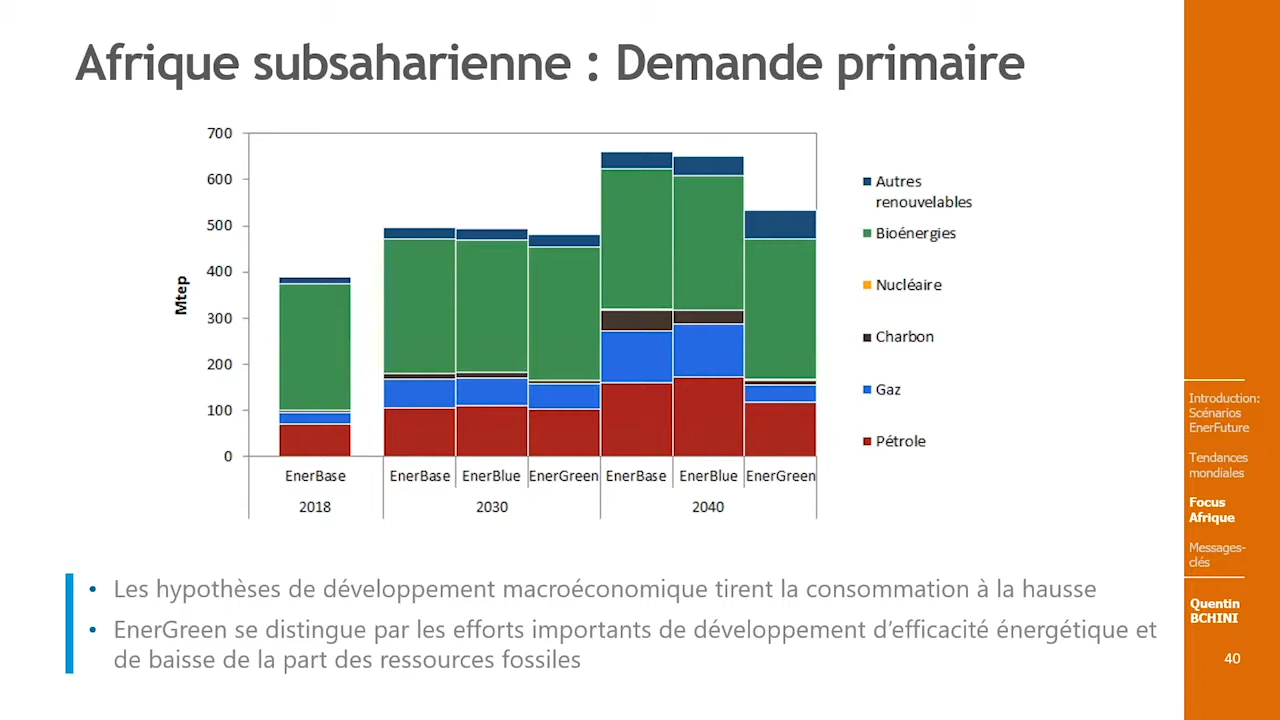 Afrique subsaharienne : Demande primaire
700
600
500
400
300
200
100
0
Mtep
EnerBase
EnerBase EnerBlue EnerGreen
EnerBase EnerBlue EnerGreen
2018
2030
2040
Autres
renouvelables
Bioénergies
Nucléaire
Charbon
Gaz
Pétrole
• Les hypothèses de développement macroéconomique tirent la consommation à la hausse
• EnerGreen se distingue par les efforts importants de développement d’efficacité énergétique et
de baisse de la part des ressources fossiles
Introduction:
Scénarios
EnerFuture
Tendances
mondiales
Focus
Afrique
Messages-
clés
Quentin
BCHINI
40